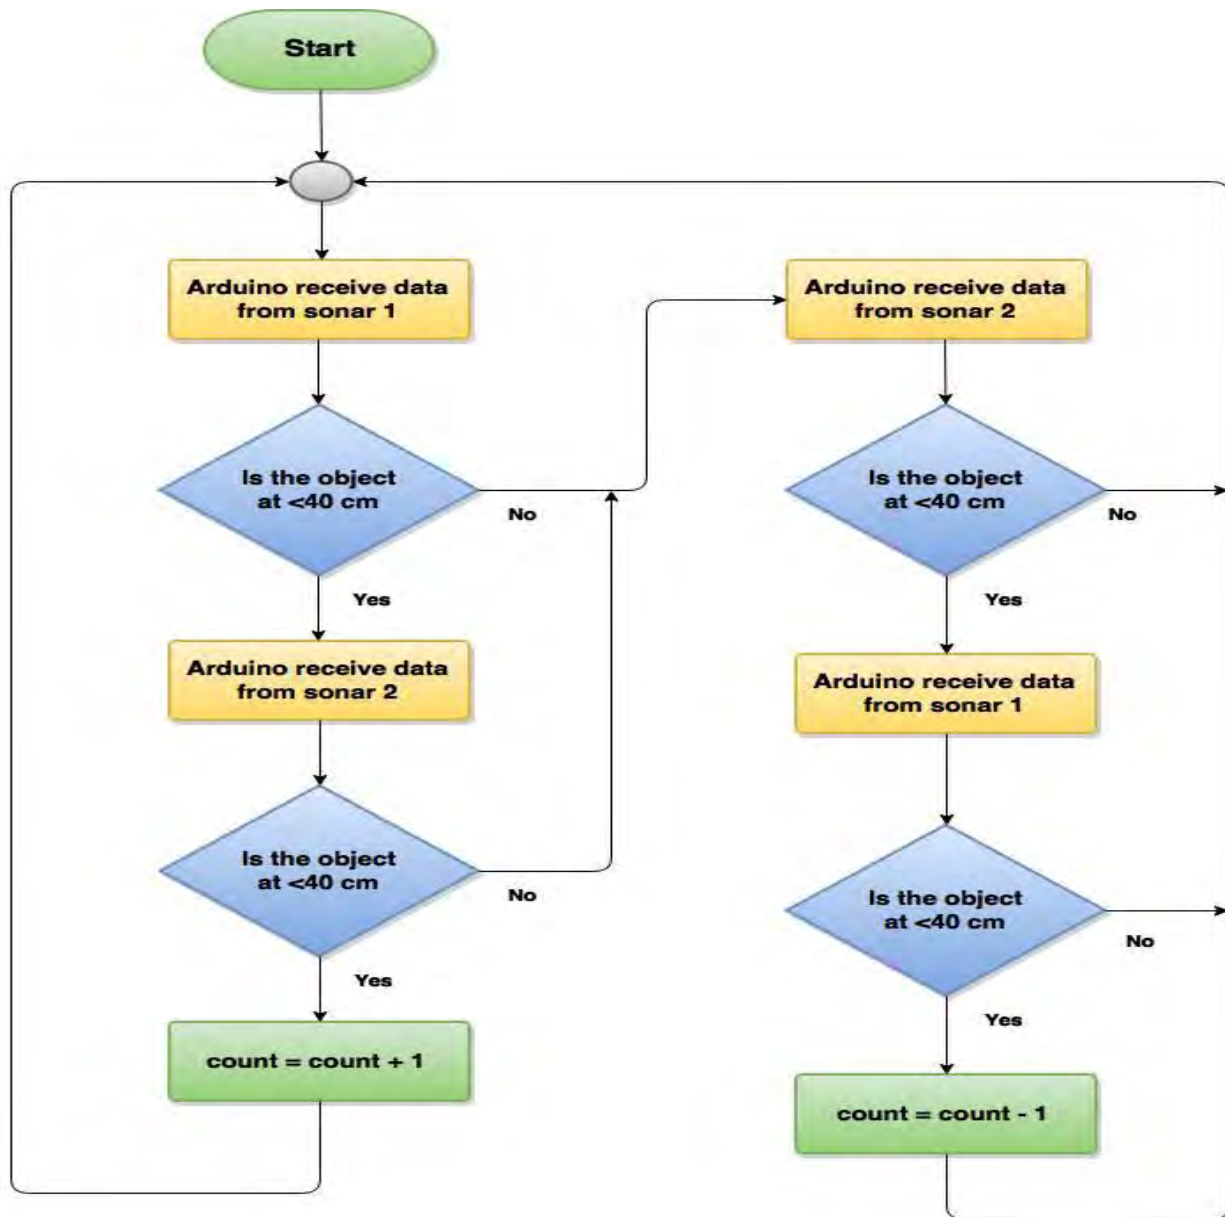 Start
Arduino receive data
from sonar 1
Is the object
at <40 cm
No
Yes
Arduino receive data
from sonar 2
Is the object
at <40 cm
No
Yes
count = count + 1
Arduino receive data
from sonar 2
Is the object
at <40 cm
No
Yes
Arduino receive data
from sonar 1
Is the object
at <40 cm
No
Yes
count = count - 1